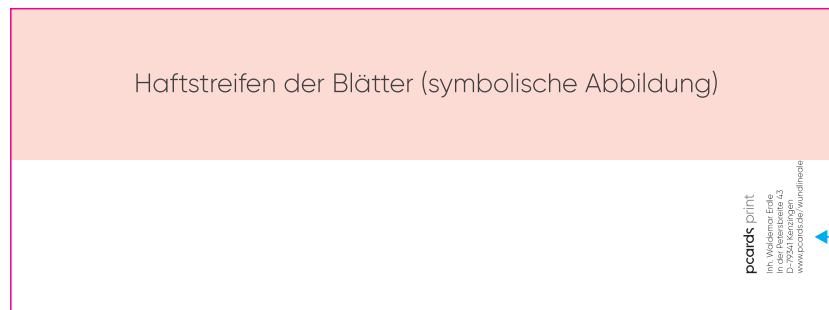 Haftstreifen der Blätter (symbolische Abbildung)
pcards print
Inh. Waldemar Erdle
In der Petersbreite 43
D-79341 Kenzingen
www.pcards.de/wundlineale